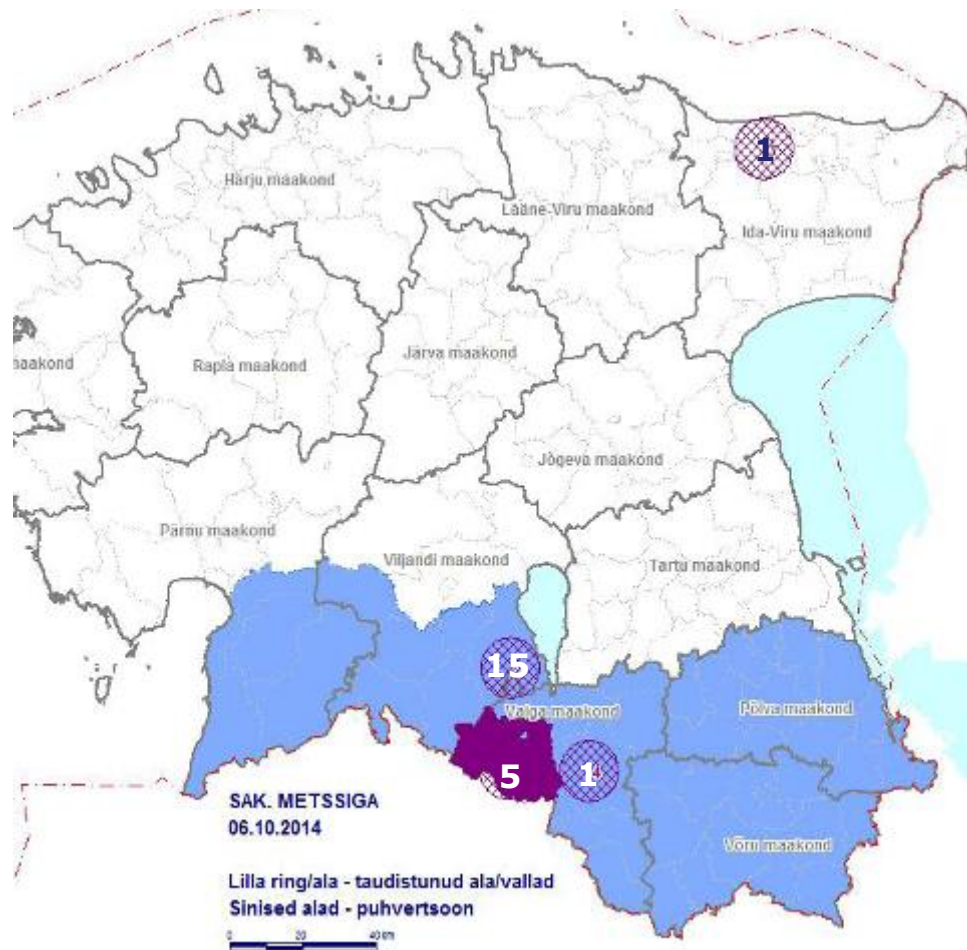 1
Harju maakond
Lääne-Viru maakond
Ida-Viru maakond
Järva maakond
maakond
Rapla maakond
Jõgeva maakond
Pärnu maakond
Viljandi maakond
Tartu maakond
15
Valga maakond
Põlva maakond
5
1
SAK. METSSIGA
06.10.2014
Võru maakond
Lilla ring/ala - taudistunud ala/vallad
Sinised alad - puhvertsoon
0 20 40 km